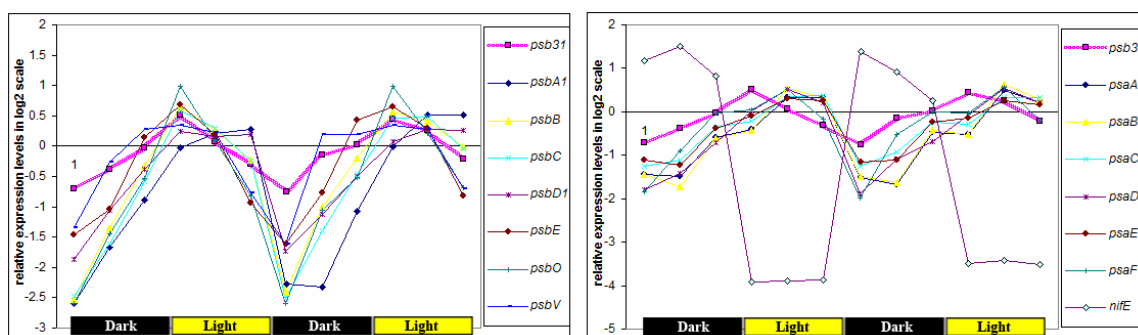 relative expression levels in log2 scale
2
1.5
1
0.5
0
-0.5
-1
-1.5
-2
-2.5
-3
1
Dark Light Dark Light
psb31
psbA1
psbB
psbC
psbD1
psbE
psbO
psbV
relative expression levels in log2 scale
2
1
0
-1
-2
-3
-4
-5
1
Dark Light Dark Light
psb3
psaA
psaB
psaC
psaD
psaE
psaF
nifE